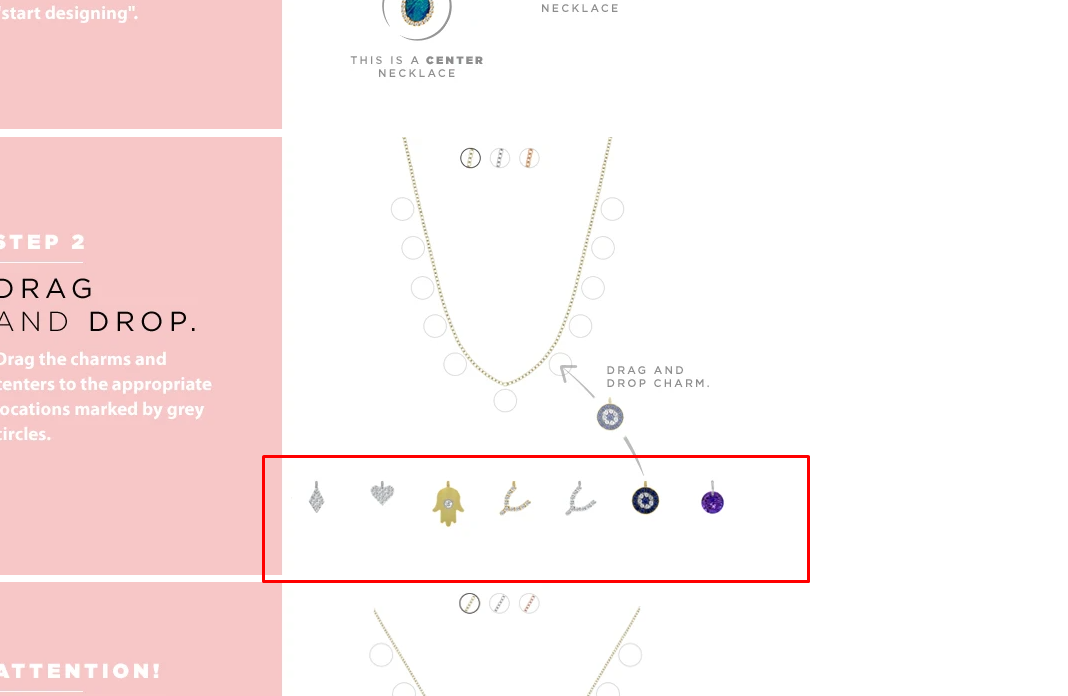 "start designing".
NECKLACE
THIS IS A CENTER
NECKLACE
STEP 2
DRAG
AND DROP.
Drag the charms and
centers to the appropriate
locations marked by grey
circles.
DRAG AND
DROP CHARM.
ATTENTION!